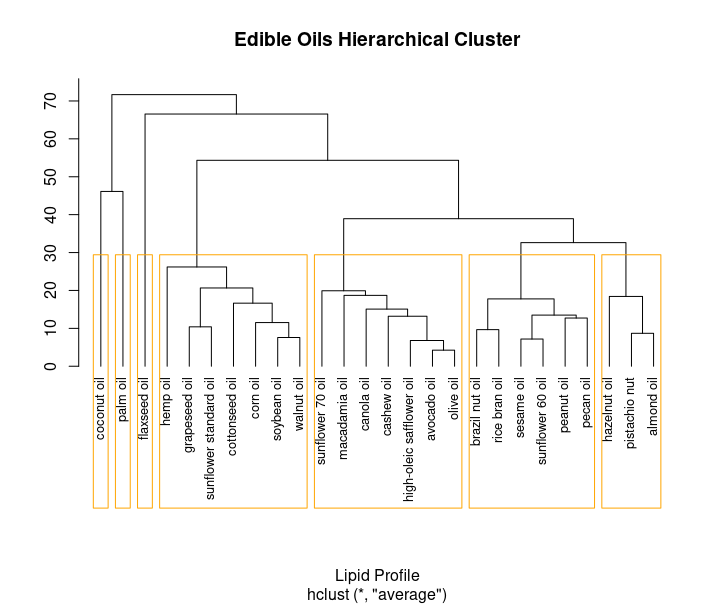 Edible Oils Hierarchical Cluster
70
60
50
40
30
20
10
0
coconut oil
palm oil
flaxseed oil
hemp oil
grapeseed oil
sunflower standard oil
cottonseed oil
corn oil
soybean oil
walnut oil
sunflower 70 oil
macadamia oil
canola oil
cashew oil
high-oleic safflower oil
avocado oil
olive oil
brazil nut oil
rice bran oil
sesame oil
sunflower 60 oil
peanut oil
pecan oil
hazelnut oil
pistachio nut
almond oil
Lipid Profile
hclust (*, "average")